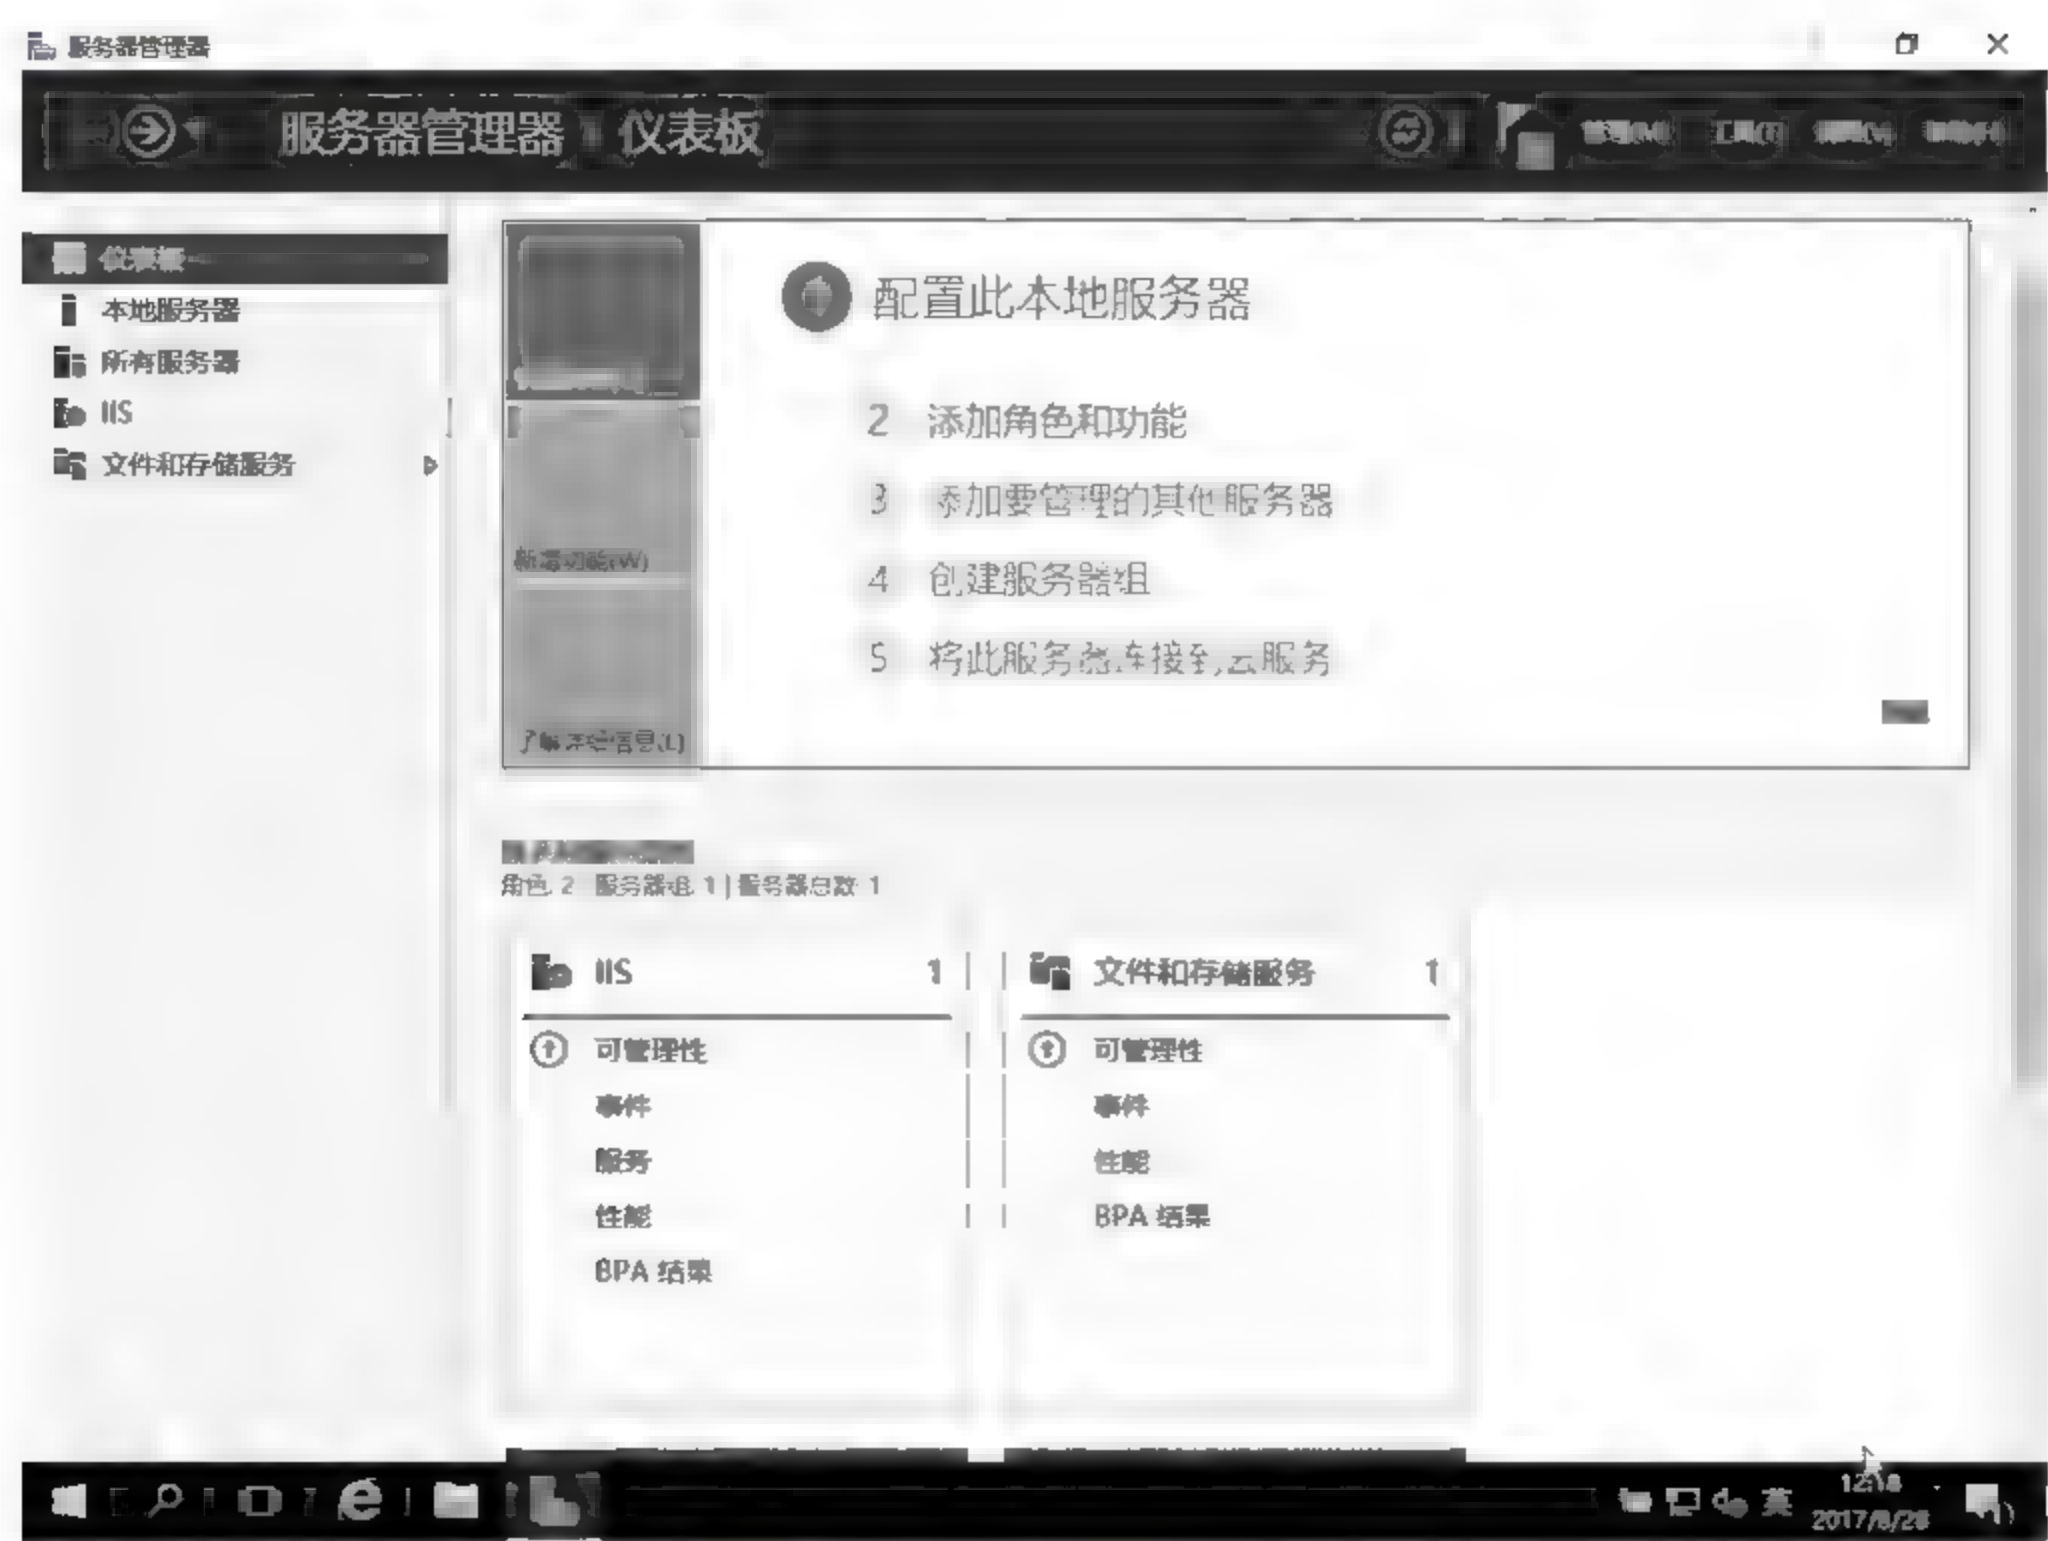 服务器管理器
服务器管理器 仪表板
仪表板
本地服务器
所有服务器
IIS
文件和存储服务
配置此本地服务器
2 添加角色和功能
3 添加要管理的其他服务器
4 创建服务器组
5 将此服务器连接到云服务
新增功能(W)
了解详细信息(L)
角色 2 服务器组 1 | 服务器总数 1
IIS 1
可管理性
事件
服务
性能
BPA 结果
文件和存储服务 1
可管理性
事件
性能
BPA 结果
英
12:18